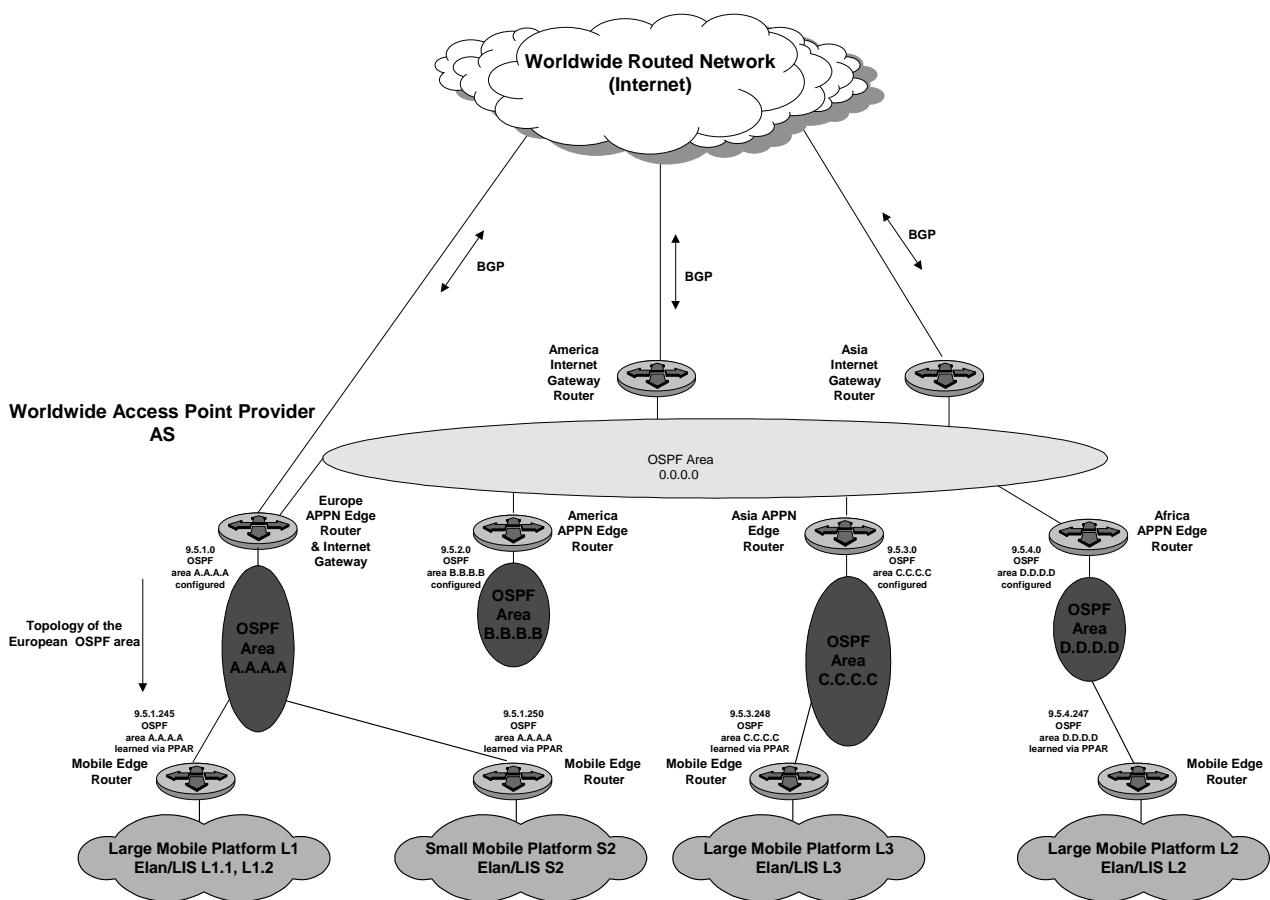 Worldwide Routed Network
(Internet)
BGP
BGP
BGP
America
Internet
Gateway
Router
Asia
Internet
Gateway
Router
Worldwide Access Point Provider
AS
OSPF Area
0.0.0.0
Europe
APPN Edge
Router
& Internet
Gateway
America
APPN Edge
Router
Asia APPN
Edge
Router
Africa
APPN Edge
Router
9.5.1.0
OSPF
area A.A.A.A
configured
9.5.2.0
OSPF
area B.B.B.B
configured
9.5.3.0
OSPF
area C.C.C.C
configured
9.5.4.0
OSPF
area D.D.D.D
configured
Topology of the
European OSPF area
OSPF
Area
A.A.A.A
OSPF
Area
B.B.B.B
OSPF
Area
C.C.C.C
OSPF
Area
D.D.D.D
9.5.1.245
OSPF
area A.A.A.A
learned via PPAR
Mobile Edge
Router
9.5.1.250
OSPF
area A.A.A.A
learned via PPAR
Mobile Edge
Router
9.5.3.248
OSPF
area C.C.C.C
learned via PPAR
Mobile Edge
Router
9.5.4.247
OSPF
area D.D.D.D
learned via PPAR
Mobile Edge
Router
Large Mobile Platform L1
Elan/LIS L1.1, L1.2
Small Mobile Platform S2
Elan/LIS S2
Large Mobile Platform L3
Elan/LIS L3
Large Mobile Platform L2
Elan/LIS L2